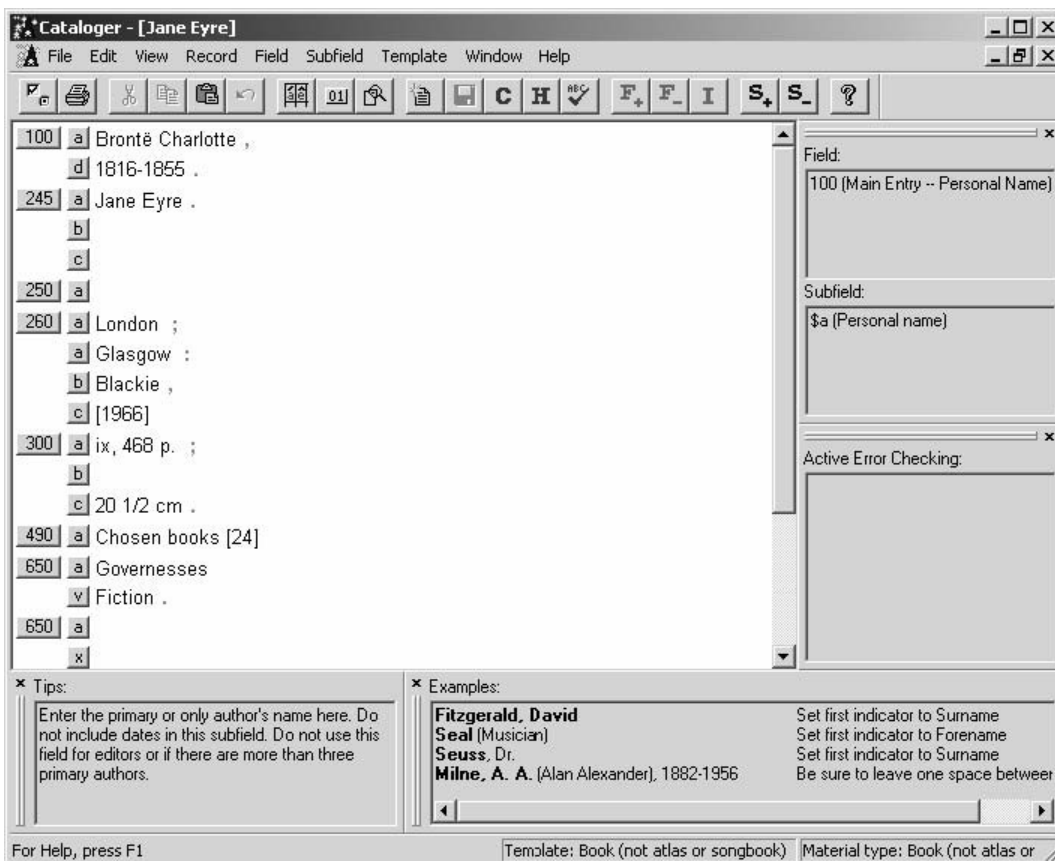 Cataloger - [Jane Eyre]
File Edit View Record Field Subfield Template Window Help
01 C H ABC F+ F- I S+ S- ?
100 a Brontë Charlotte ,
d 1816-1855 .
245 a Jane Eyre .
b
c
250 a
260 a London ;
a Glasgow :
b Blackie ,
c [1966]
300 a ix, 468 p. ;
b
c 20 1/2 cm .
490 a Chosen books [24]
650 a Governesses
v Fiction .
650 a
x
Field:
100 (Main Entry -- Personal Name)
Subfield:
$a (Personal name)
Active Error Checking:
Tips:
Enter the primary or only author's name here. Do
not include dates in this subfield. Do not use this
field for editors or if there are more than three
primary authors.
Examples:
Fitzgerald, David Set first indicator to Surname
Seal (Musician) Set first indicator to Forename
Seuss, Dr. Set first indicator to Surname
Milne, A. A. (Alan Alexander), 1882-1956 Be sure to leave one space between
For Help, press F1
Template: Book (not atlas or songbook)
Material type: Book (not atlas or